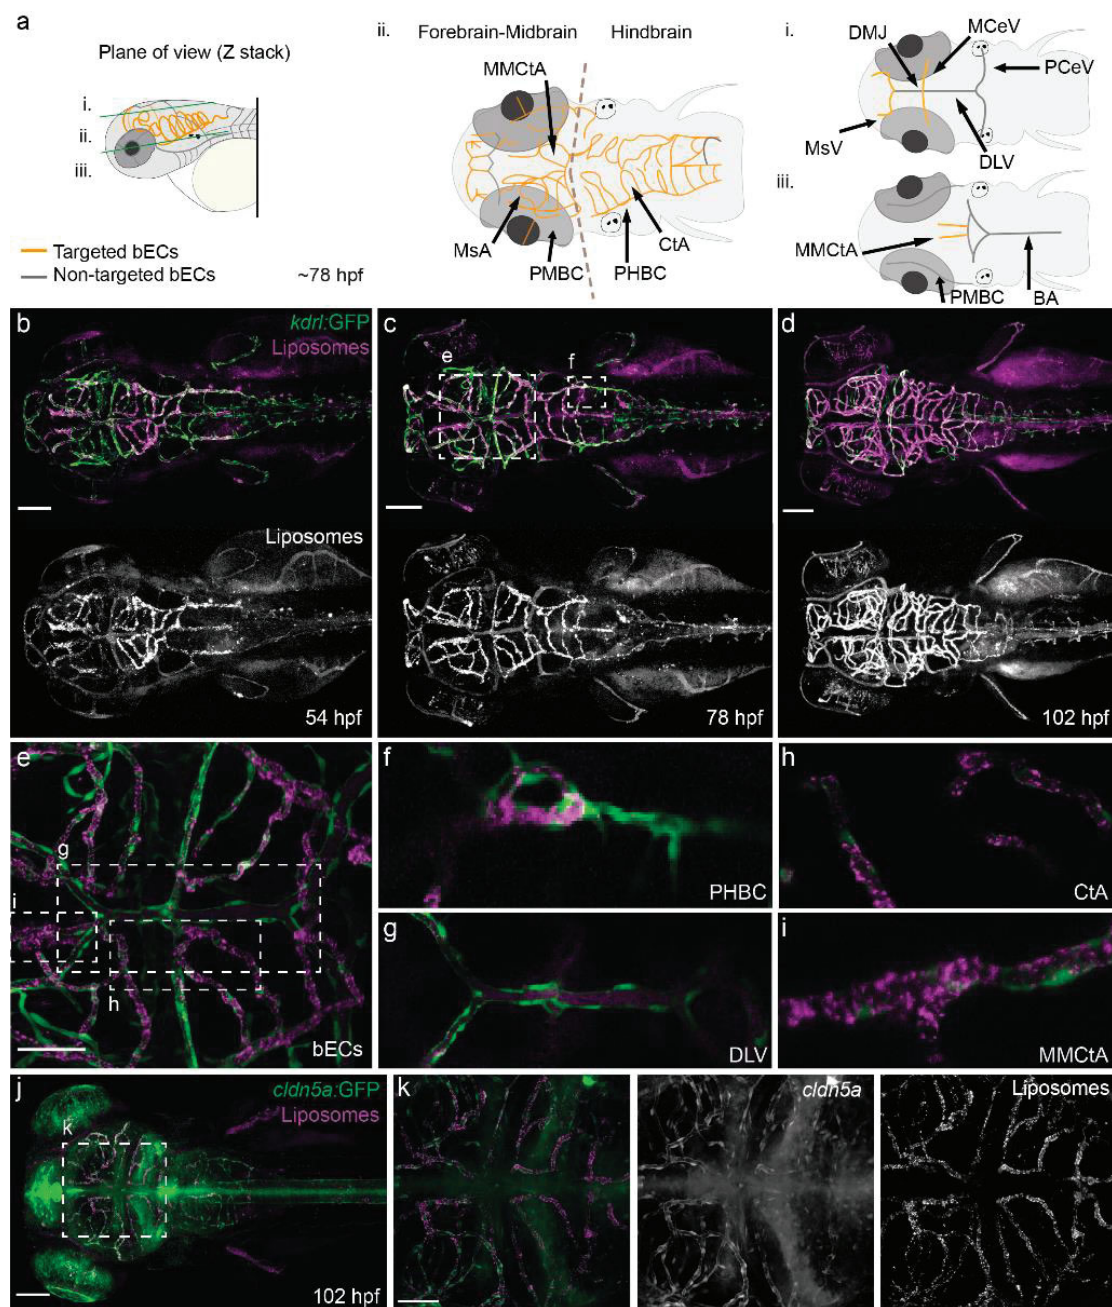 a
Plane of view (Z stack)
i.
ii.
iii.
Targeted bECs
Non-targeted bECs
~78 hpf
ii.
Forebrain-Midbrain
Hindbrain
MMCtA
MsA
PMBC
PHBC
CtA
i.
DMJ
MCeV
PCeV
MsV
DLV
iii.
MMCtA
PMBC
BA
b
kdrl:GFP
Liposomes
Liposomes
54 hpf
c
e
f
78 hpf
d
102 hpf
e
g
i
h
bECs
f
PHBC
h
CtA
g
DLV
i
MMCtA
j
cldn5a:GFP
Liposomes
k
102 hpf
k
cldn5a
Liposomes